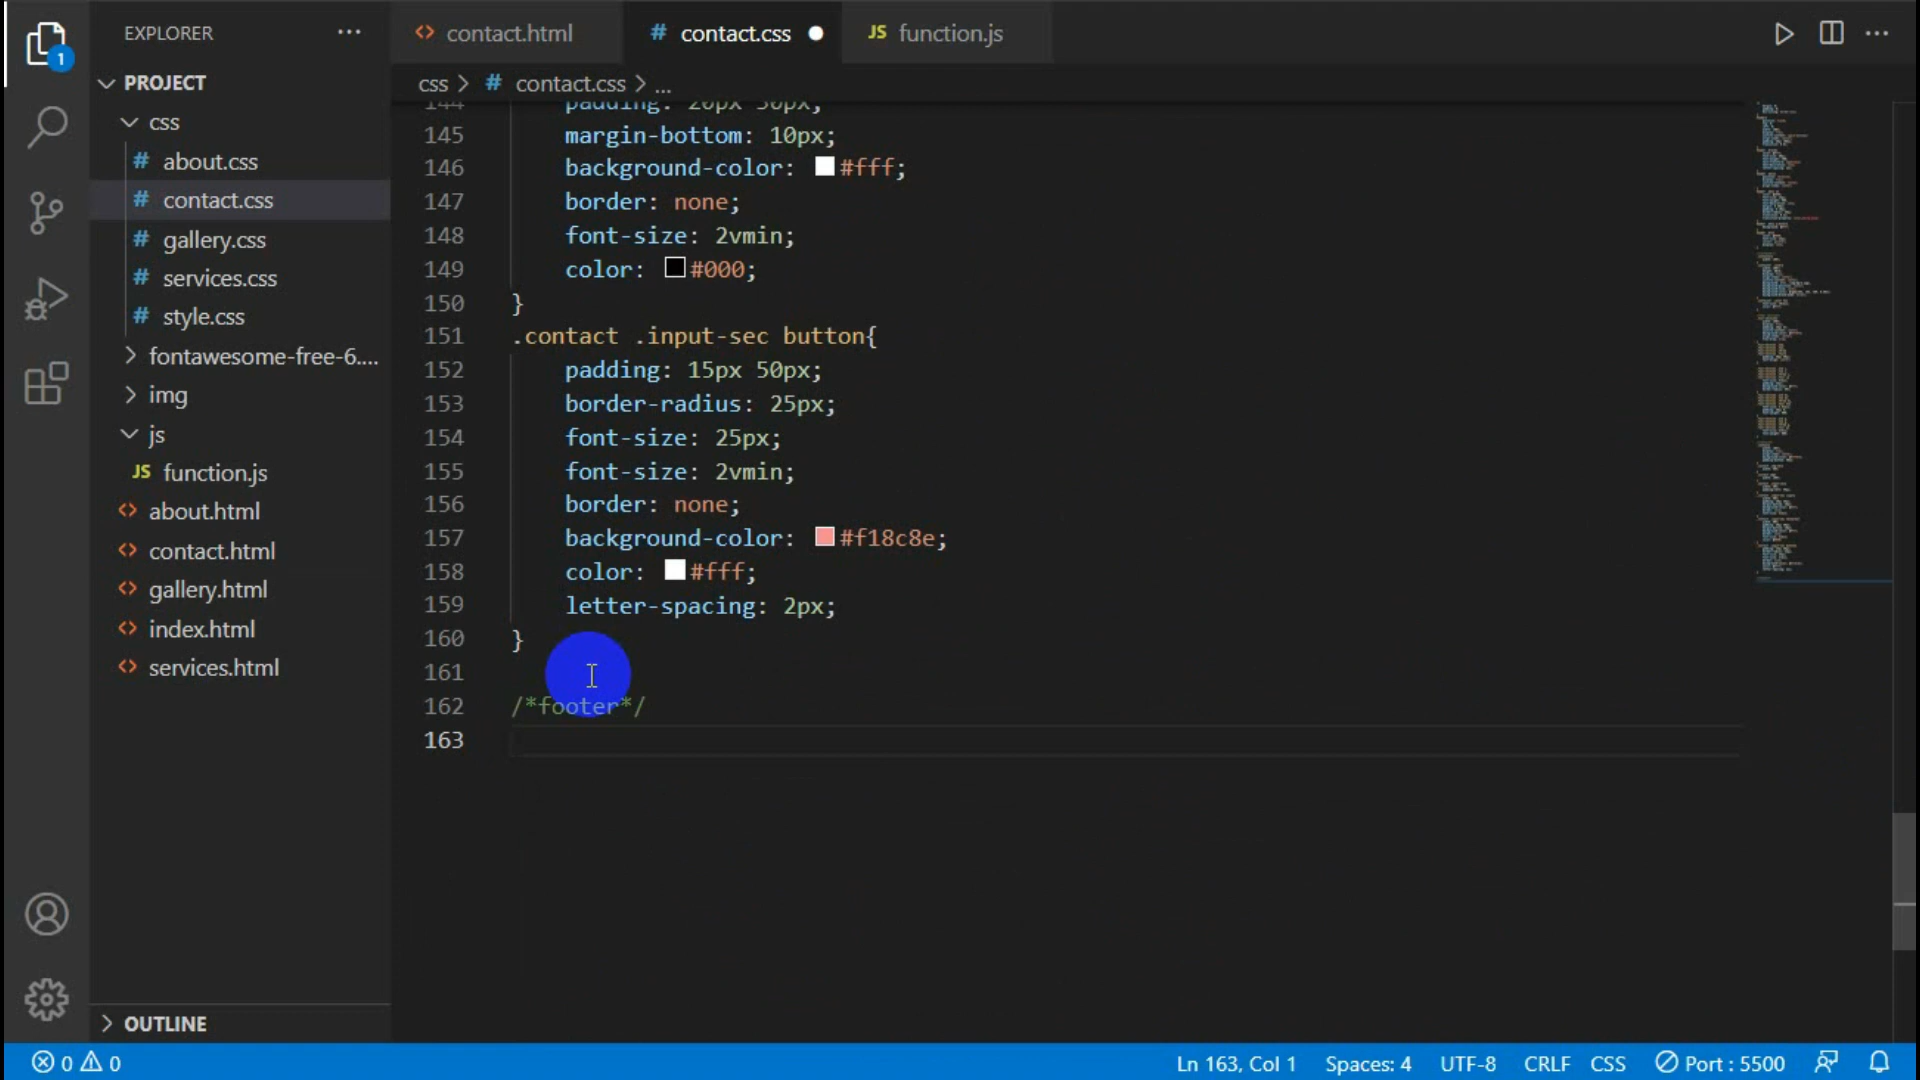 EXPLORER
PROJECT
css
# about.css
# contact.css
# gallery.css
# services.css
# style.css
fontawesome-free-6....
img
js
JS function.js
<> about.html
<> contact.html
<> gallery.html
<> index.html
<> services.html
OUTLINE
1
<> contact.html
# contact.css
JS function.js
css > # contact.css > ...
144 padding: 20px 30px;
145 margin-bottom: 10px;
146 background-color: #fff;
147 border: none;
148 font-size: 2vmin;
149 color: #000;
150 }
151 .contact .input-sec button{
152 padding: 15px 50px;
153 border-radius: 25px;
154 font-size: 25px;
155 font-size: 2vmin;
156 border: none;
157 background-color: #f18c8e;
158 color: #fff;
159 letter-spacing: 2px;
160 }
161
162 /*footer*/
163
0 0
Ln 163, Col 1 Spaces: 4 UTF-8 CRLF CSS Port : 5500